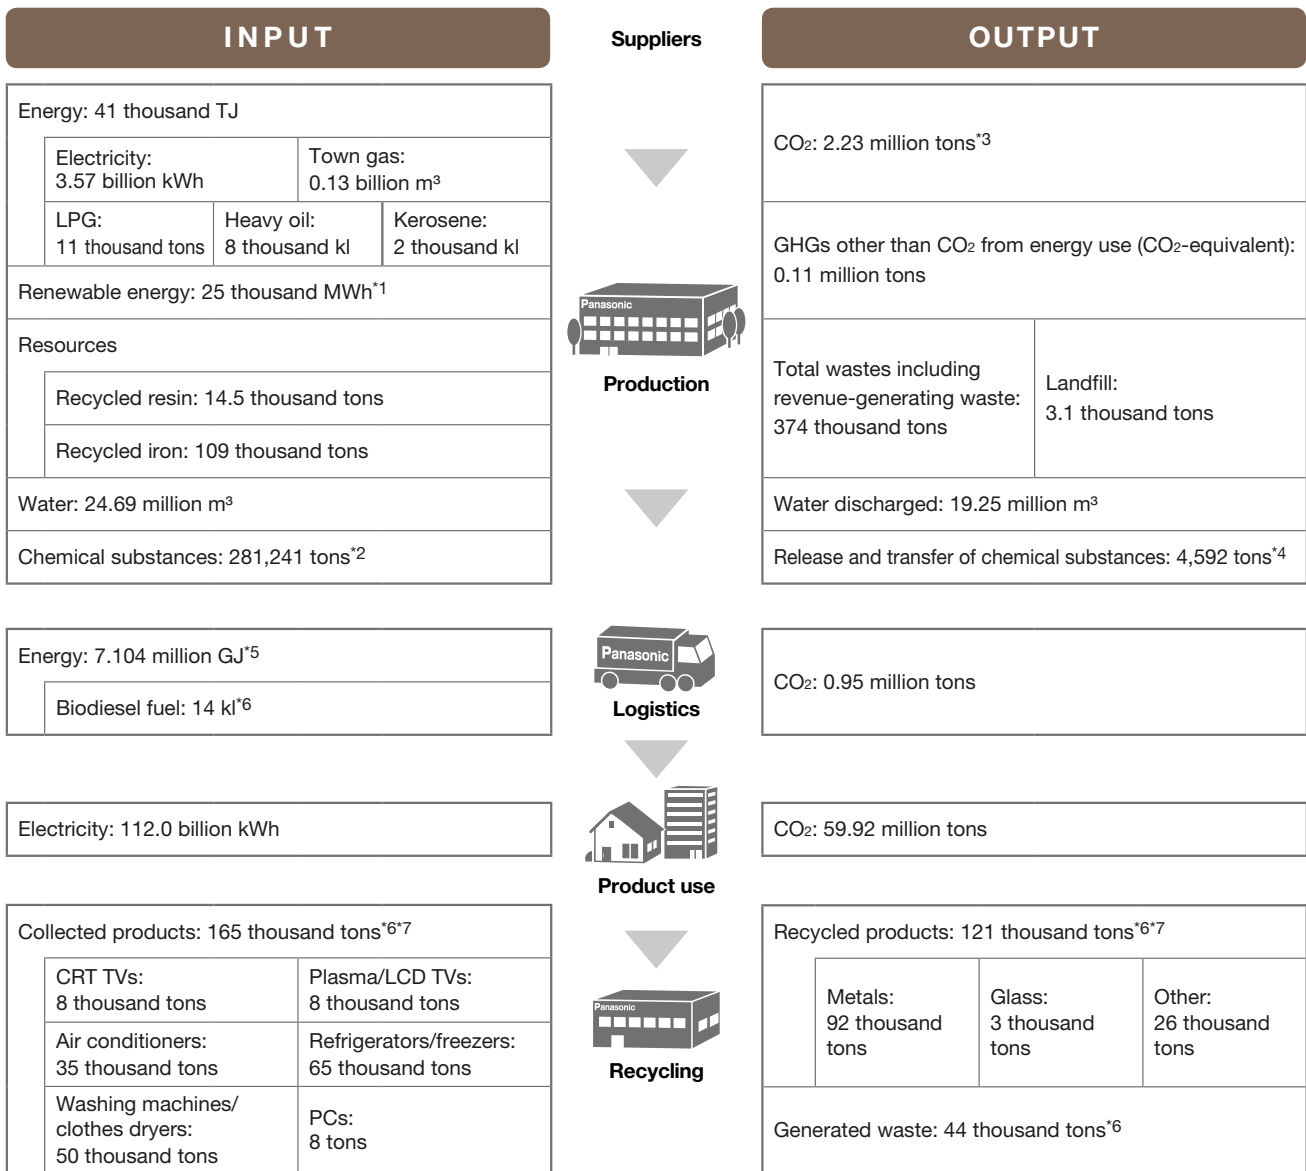 INPUT
Suppliers
OUTPUT
Energy: 41 thousand TJ
Electricity:
3.57 billion kWh
Town gas:
0.13 billion m³
LPG:
11 thousand tons
Heavy oil:
8 thousand kl
Kerosene:
2 thousand kl
Renewable energy: 25 thousand MWh*1
Resources
Recycled resin: 14.5 thousand tons
Recycled iron: 109 thousand tons
Water: 24.69 million m³
Chemical substances: 281,241 tons*2
Panasonic
Production
CO₂: 2.23 million tons*3
GHGs other than CO₂ from energy use (CO₂-equivalent):
0.11 million tons
Total wastes including
revenue-generating waste:
374 thousand tons
Landfill:
3.1 thousand tons
Water discharged: 19.25 million m³
Release and transfer of chemical substances: 4,592 tons*4
Energy: 7.104 million GJ*5
Biodiesel fuel: 14 kl*6
Panasonic
Logistics
CO₂: 0.95 million tons
Electricity: 112.0 billion kWh
Product use
CO₂: 59.92 million tons
Collected products: 165 thousand tons*6*7
CRT TVs:
8 thousand tons
Plasma/LCD TVs:
8 thousand tons
Air conditioners:
35 thousand tons
Refrigerators/freezers:
65 thousand tons
Washing machines/
clothes dryers:
50 thousand tons
PCs:
8 tons
Panasonic
Recycling
Recycled products: 121 thousand tons*6*7
Metals:
92 thousand
tons
Glass:
3 thousand
tons
Other:
26 thousand
tons
Generated waste: 44 thousand tons*6